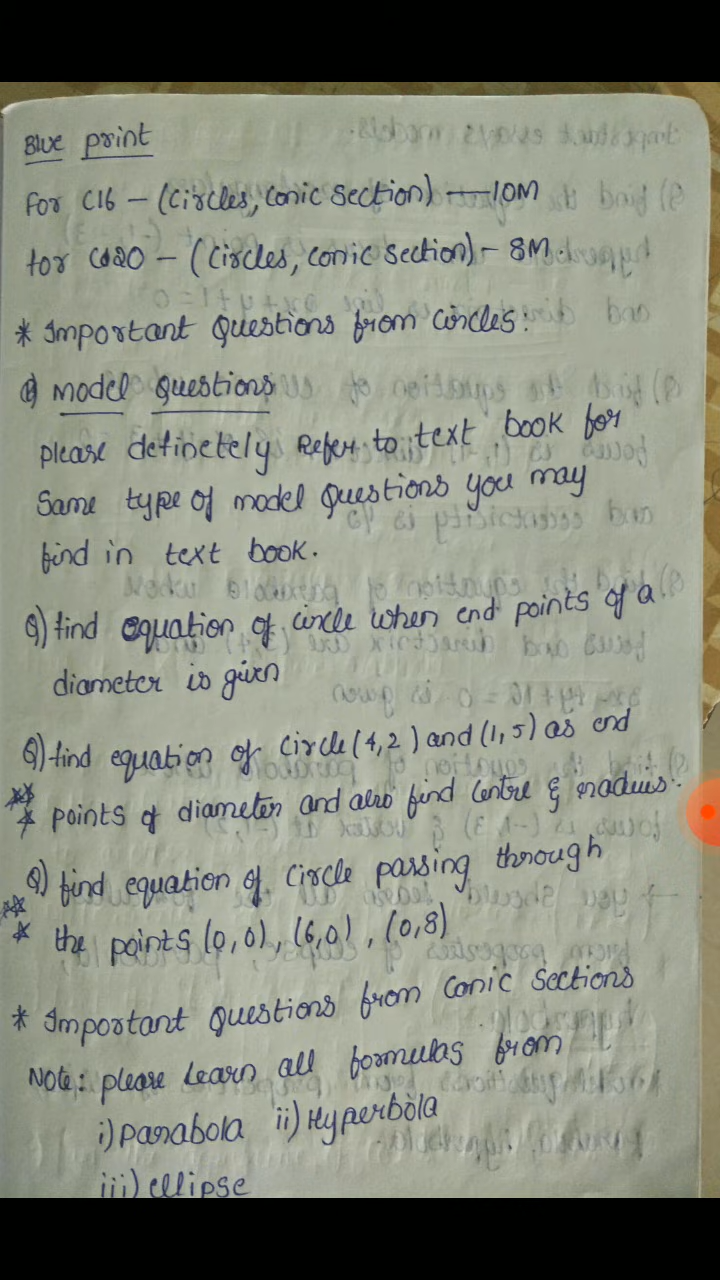 Blue print
For C16 - (Circles, Conic Section) — 10M
for C20 - (Circles, Conic Section) - 8M.
* Important Questions from Circles:
Model Questions
please definetely Refer to text book for
Same type of model Questions you may
find in text book.
Q) find equation of circle when end points of a
diameter is given
Q) find equation of circle (4,2) and (1,5) as end
points of diameter and also find Centre & radius.
Q) find equation of circle passing through
the points (0,0), (6,0), (0,8)
* Important Questions from Conic Sections
Note: please Learn all formulas from
i) parabola ii) Hyperbola
iii) ellipse